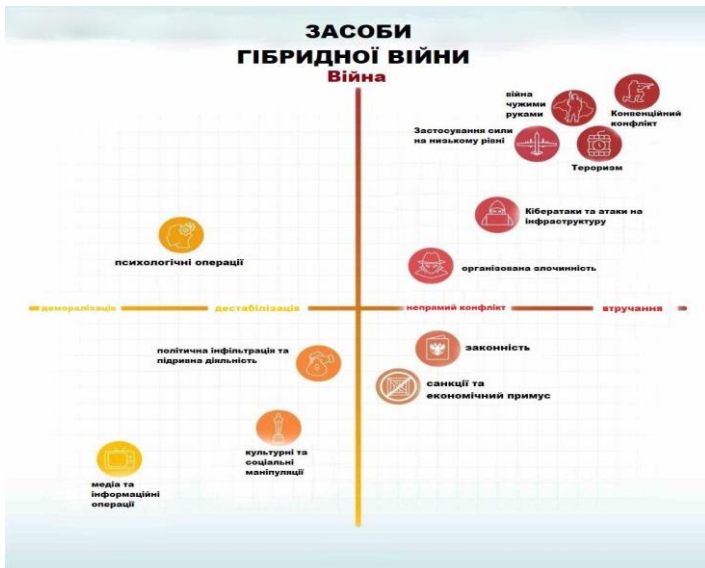 ЗАСОБИ
ГІБРИДНОЇ ВІЙНИ
Війна
війна
чужими
руками
Конвенційний
конфлікт
Застосування сили
на низькому рівні
Тероризм
Кібератаки та атаки на
інфраструктуру
психологічні операції
організована злочинність
деморалізація
дестабілізація
непрямий конфлікт
втручання
політична інфільтрація та
підривна діяльність
законність
санкції та
економічний примус
культурні та
соціальні
маніпуляції
медіа та
інформаційні
операції